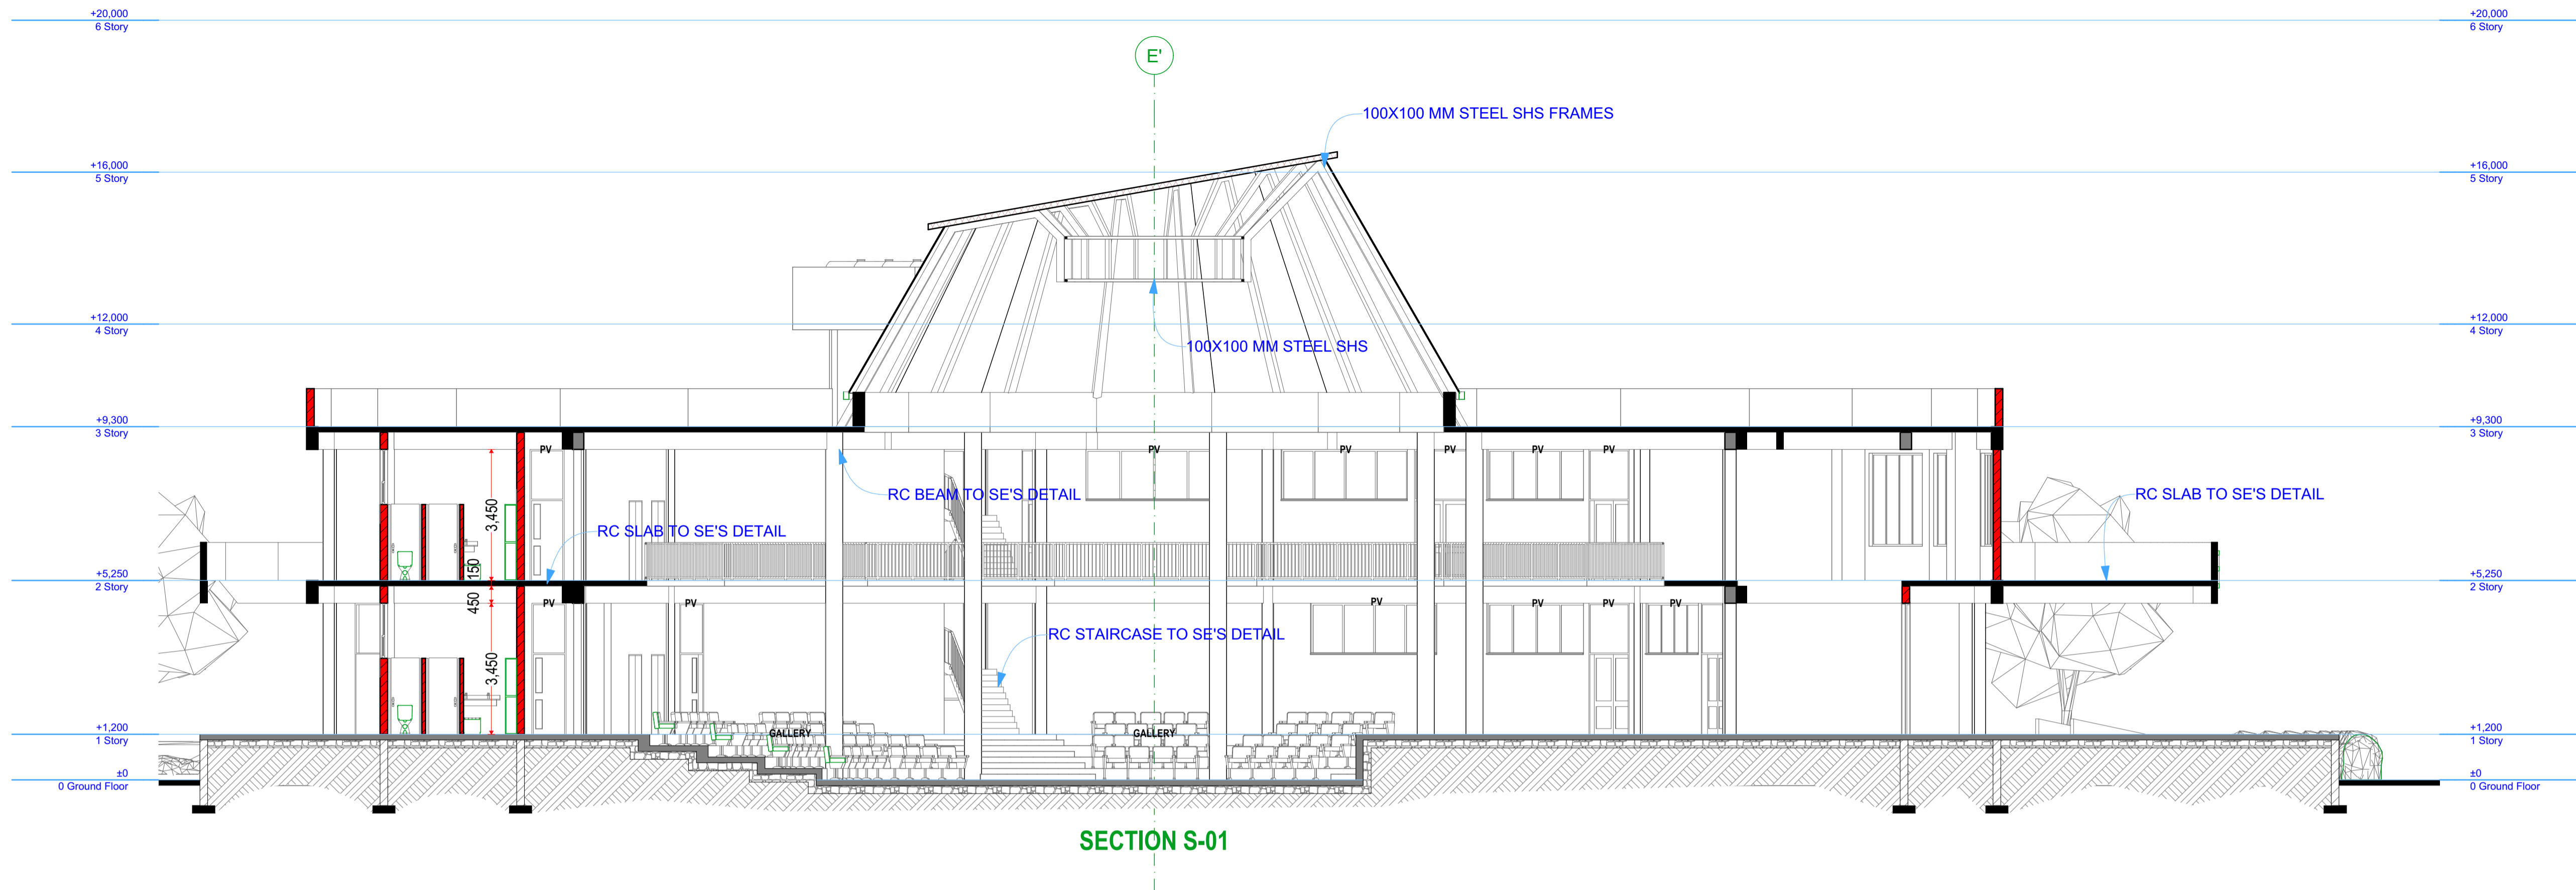 +20,000
6 Story
+20,000
6 Story
E'
100X100 MM STEEL SHS FRAMES
+16,000
5 Story
+16,000
5 Story
+12,000
4 Story
+12,000
4 Story
100X100 MM STEEL SHS
+9,300
3 Story
+9,300
3 Story
PV
PV
PV
PV
PV
PV
3,450
RC BEAM TO SE'S DETAIL
RC SLAB TO SE'S DETAIL
RC SLAB TO SE'S DETAIL
150
+5,250
2 Story
+5,250
2 Story
450
PV
PV
PV
PV
PV
PV
RC STAIRCASE TO SE'S DETAIL
3,450
+1,200
1 Story
GALLERY
GALLERY
+1,200
1 Story
±0
0 Ground Floor
±0
0 Ground Floor
SECTION S-01